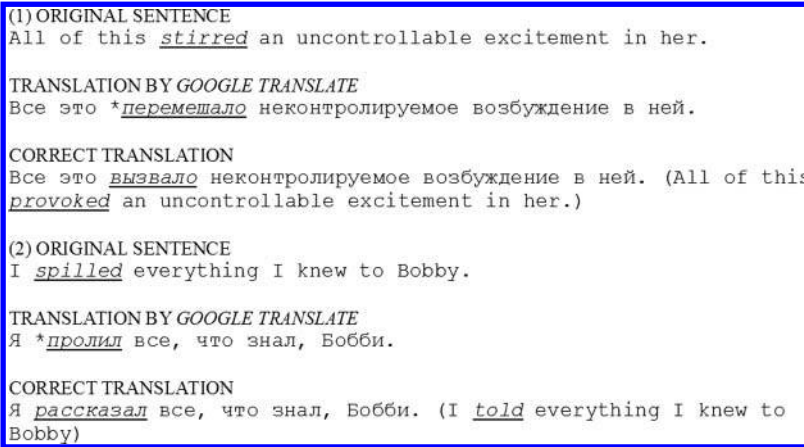 (1) ORIGINAL SENTENCE
All of this stirred an uncontrollable excitement in her.
TRANSLATION BY GOOGLE TRANSLATE
Все это *перемешало неконтролируемое возбуждение в ней.
CORRECT TRANSLATION
Все это вызвало неконтролируемое возбуждение в ней. (All of this
provoked an uncontrollable excitement in her.)
(2) ORIGINAL SENTENCE
I spilled everything I knew to Bobby.
TRANSLATION BY GOOGLE TRANSLATE
Я *пролил все, что знал, Бобби.
CORRECT TRANSLATION
Я рассказал все, что знал, Бобби. (I told everything I knew to
Bobby)